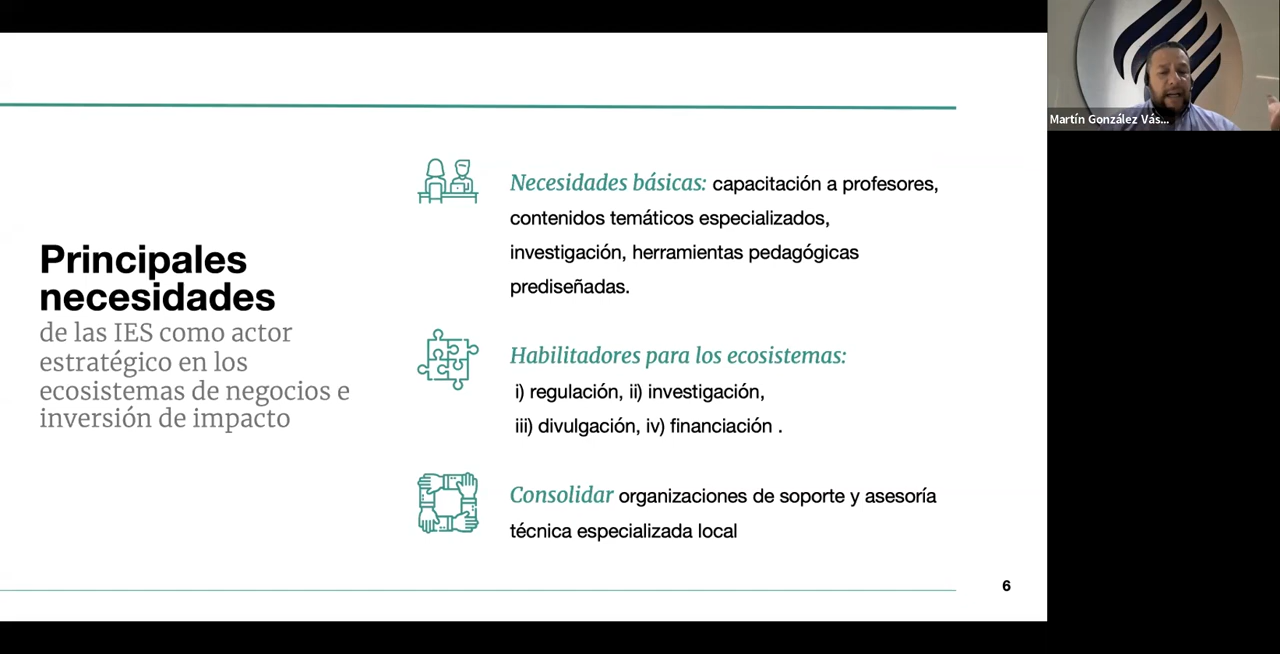 Principales
necesidades
de las IES como actor
estratégico en los
ecosistemas de negocios e
inversión de impacto
Necesidades básicas: capacitación a profesores,
contenidos temáticos especializados,
investigación, herramientas pedagógicas
prediseñadas.
Habilitadores para los ecosistemas:
i) regulación, ii) investigación,
iii) divulgación, iv) financiación .
Consolidar organizaciones de soporte y asesoría
técnica especializada local
6
Martín González Vás...